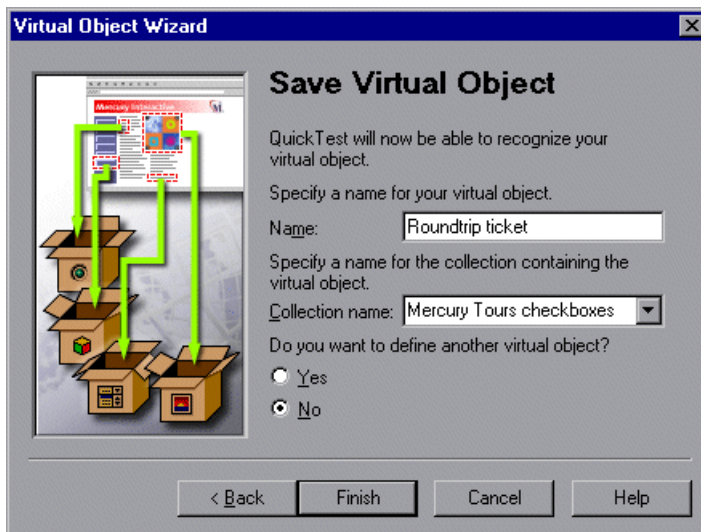 Virtual Object Wizard
Mercury Interactive
Save Virtual Object
QuickTest will now be able to recognize your
virtual object.
Specify a name for your virtual object.
Name: Roundtrip ticket
Specify a name for the collection containing the
virtual object.
Collection name: Mercury Tours checkboxes
Do you want to define another virtual object?
Yes
No
< Back Finish Cancel Help